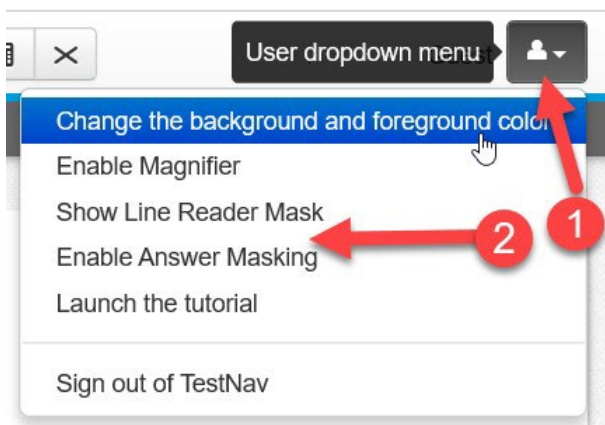 User dropdown menu
Change the background and foreground color
Enable Magnifier
Show Line Reader Mask
2
1
Enable Answer Masking
Launch the tutorial
Sign out of TestNav